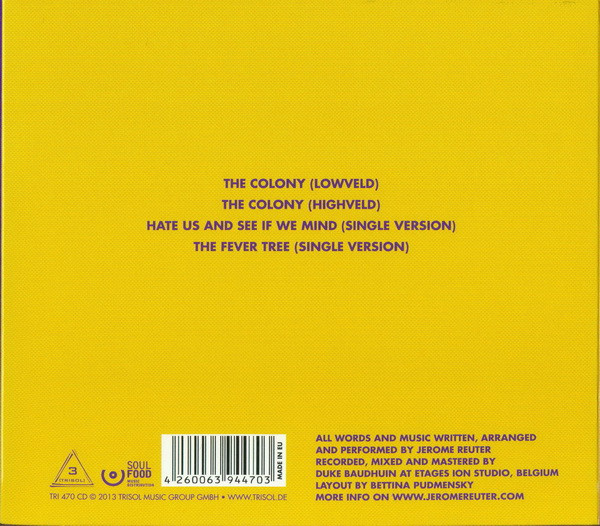 THE COLONY (LOWVELD)
THE COLONY (HIGHVELD)
HATE US AND SEE IF WE MIND (SINGLE VERSION)
THE FEVER TREE (SINGLE VERSION)
3
TRISOL
SOUL
FOOD
MUSIC
DISTRIBUTION
4 260063 944703
MADE IN EU
TRI 470 CD © 2013 TRISOL MUSIC GROUP GMBH • WWW.TRISOL.DE
ALL WORDS AND MUSIC WRITTEN, ARRANGED
AND PERFORMED BY JEROME REUTER
RECORDED, MIXED AND MASTERED BY
DUKE BAUDHUIN AT ETAGES ION STUDIO, BELGIUM
LAYOUT BY BETTINA PUDMENSKY
MORE INFO ON WWW.JEROMEREUTER.COM